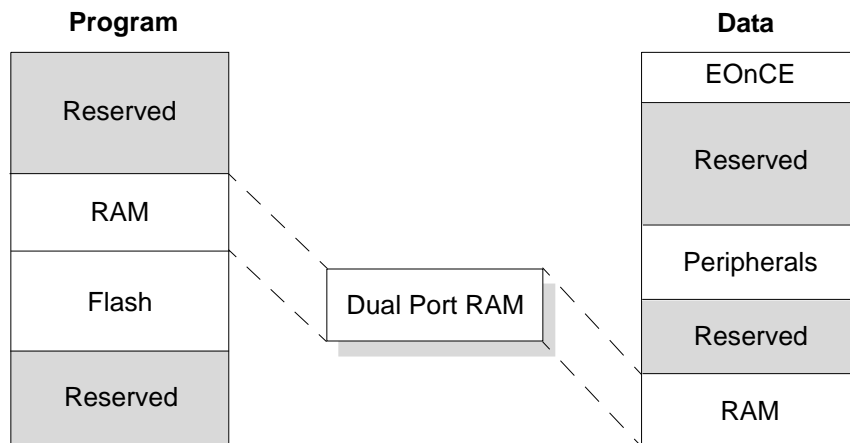 Program
Reserved
RAM
Flash
Reserved
Dual Port RAM
Data
EOnCE
Reserved
Peripherals
Reserved
RAM